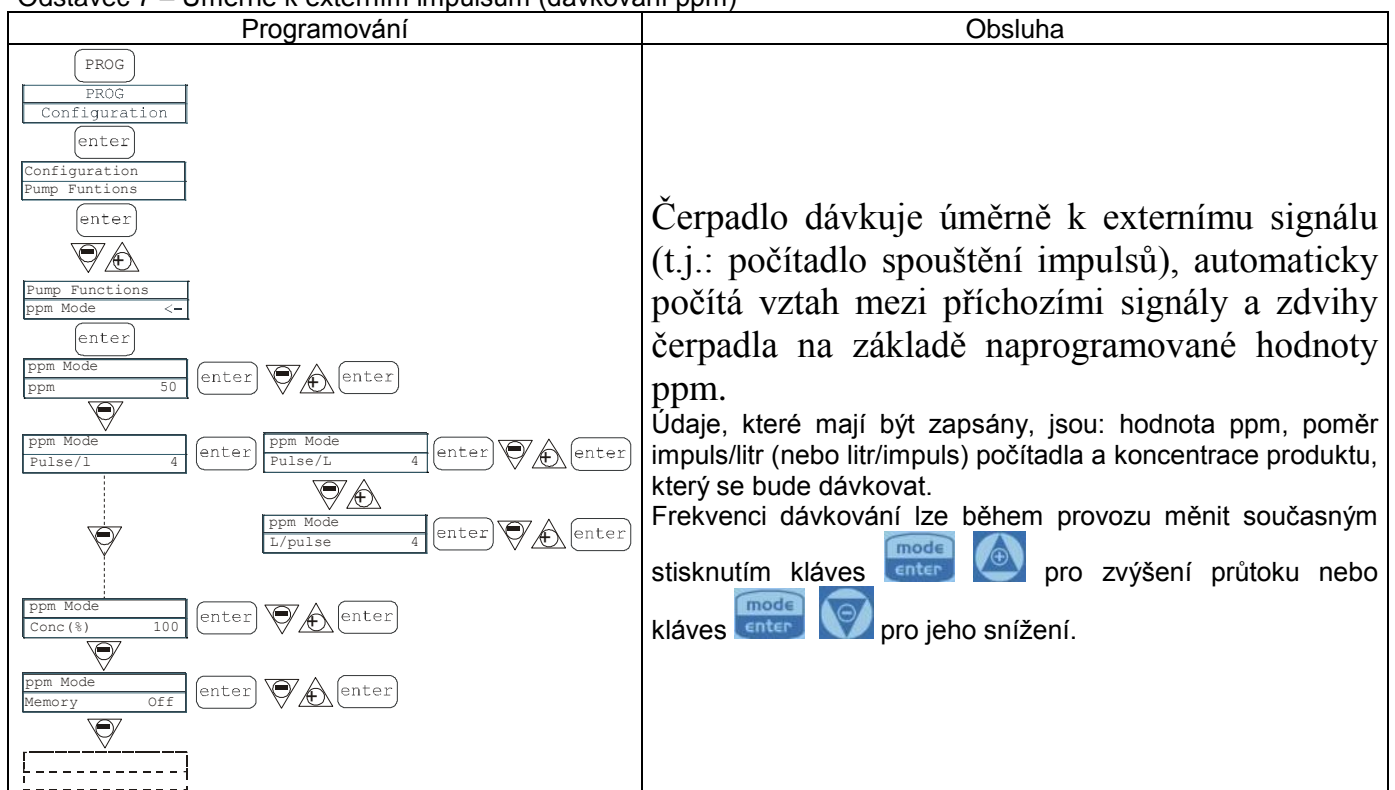 Odstavec 7 – Úměrně k externím impulsům (dávkování ppm)
Programování
Obsluha
PROG
PROG
Configuration
enter
Configuration
Pump Funtions
enter
Pump Functions
ppm Mode <-
enter
ppm Mode
ppm 50 enter enter
ppm Mode
Pulse/l 4 enter
ppm Mode
Pulse/L 4 enter enter
ppm Mode
L/pulse 4 enter enter
ppm Mode
Conc(%) 100 enter enter
ppm Mode
Memory Off enter enter
Čerpadlo dávkuje úměrně k externímu signálu
(t.j.: počítadlo spouštění impulsů), automaticky
počítá vztah mezi příchozími signály a zdvihy
čerpadla na základě naprogramované hodnoty
ppm.
Údaje, které mají být zapsány, jsou: hodnota ppm, poměr
impuls/litr (nebo litr/impuls) počítadla a koncentrace produktu,
který se bude dávkovat.
Frekvenci dávkování lze během provozu měnit současným
stisknutím kláves mode enter pro zvýšení průtoku nebo
kláves mode enter pro jeho snížení.